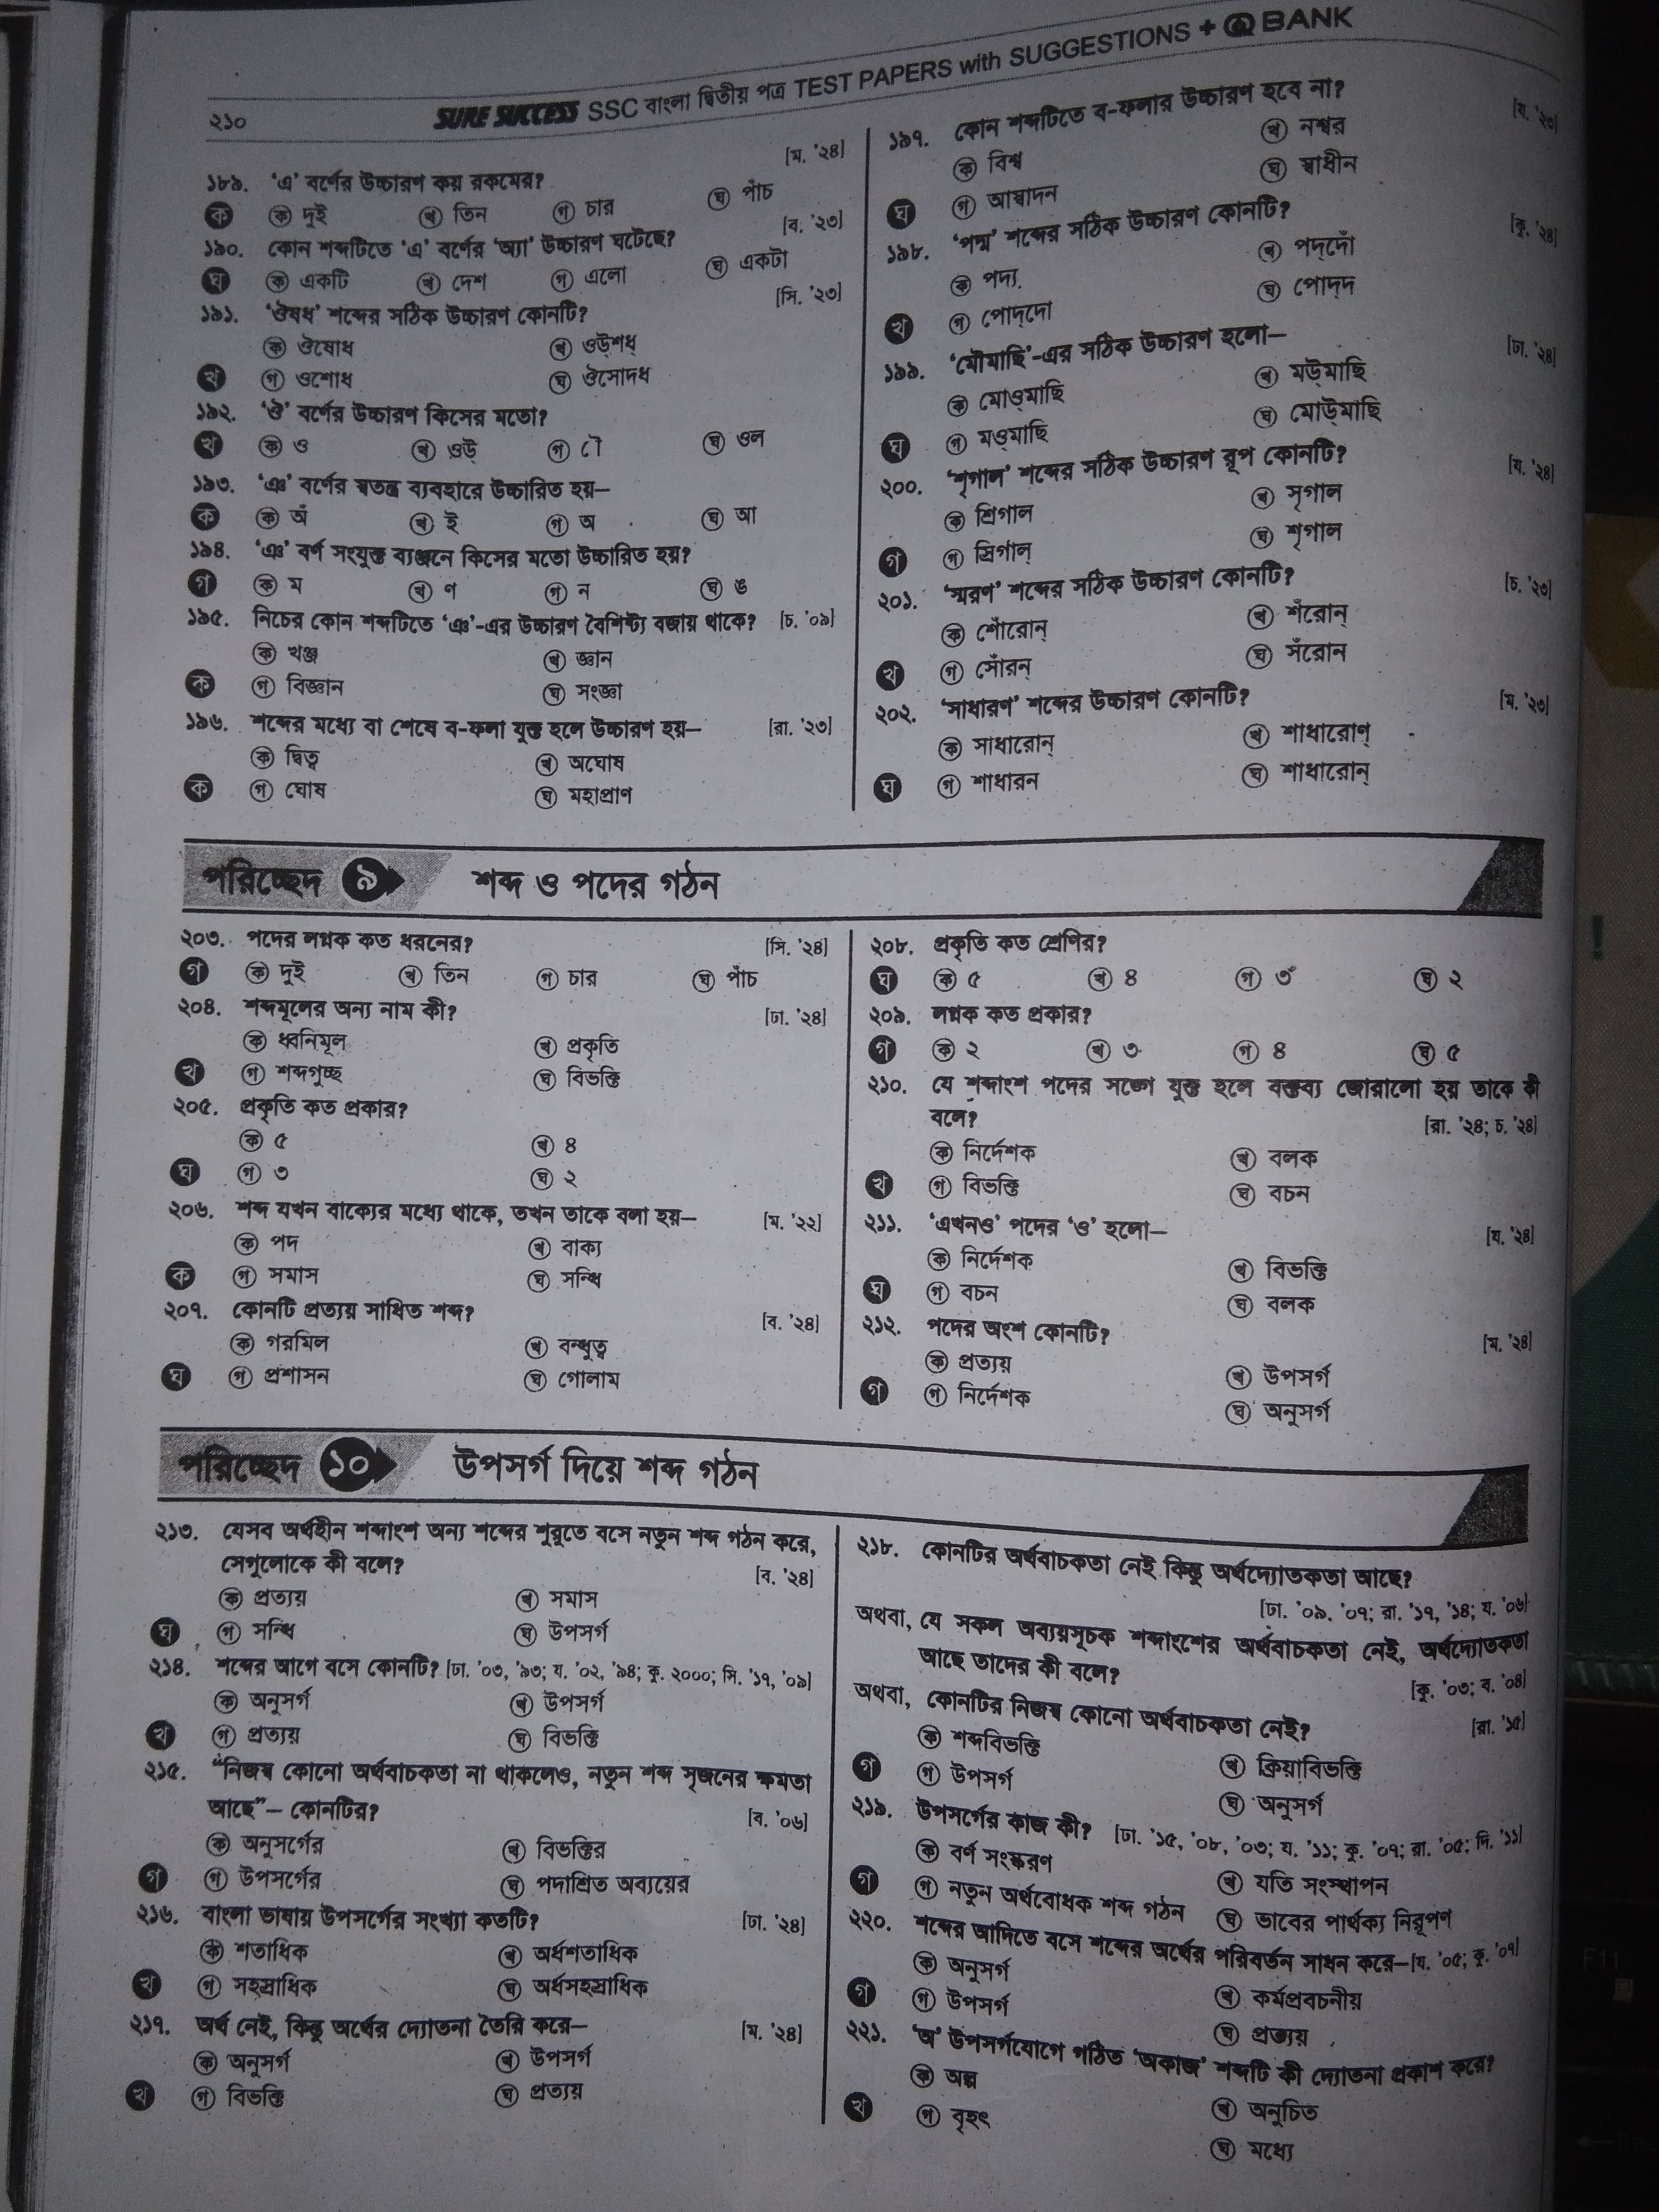 ২১০
SURE SUCCESS SSC বাংলা দ্বিতীয় পত্র TEST PAPERS with SUGGESTIONS + Q BANK
১৮৯. ‘এ’ বর্ণের উচ্চারণ কয় রকমের? [ম. '২৪]
ক ক দুই খ তিন গ চার ঘ পাঁচ
১৯০. কোন শব্দটিতে ‘এ’ বর্ণের ‘অ্যা’ উচ্চারণ ঘটেছে? [ব. '২৩]
ঘ ক একটি খ দেশ গ এলো ঘ একটা
১৯১. ‘ঔষধ’ শব্দের সঠিক উচ্চারণ কোনটি? [সি. '২৩]
ক ঔষোধ খ ওউ্শধ্
খ গ ওশোধ ঘ ঔসোদধ
১৯২. ‘ঔ’ বর্ণের উচ্চারণ কিসের মতো?
খ ক ও খ ওউ্ গ ৌ ঘ ওল
১৯৩. ‘ঞ’ বর্ণের স্বতন্ত্র ব্যবহারে উচ্চারিত হয়—
ক ক অঁ খ ই গ অ ঘ আ
১৯৪. ‘ঞ’ বর্ণ সংযুক্ত ব্যঞ্জনে কিসের মতো উচ্চারিত হয়?
গ ক ম খ ণ গ ন ঘ ঙ
১৯৫. নিচের কোন শব্দটিতে ‘ঞ’-এর উচ্চারণ বৈশিষ্ট্য বজায় থাকে? [চ. '০৯]
ক খঞ্জ খ জ্ঞান
ক গ বিজ্ঞান ঘ সংজ্ঞা
১৯৬. শব্দের মধ্যে বা শেষে ব-ফলা যুক্ত হলে উচ্চারণ হয়— [রা. '২৩]
ক দ্বিত্ব খ অঘোষ
ক গ ঘোষ ঘ মহাপ্রাণ
১৯৭. কোন শব্দটিতে ব-ফলার উচ্চারণ হবে না? [য. '২৩]
ক বিশ্ব খ নশ্বর
ঘ গ আস্বাদন ঘ স্বাধীন
১৯৮. ‘পদ্ম’ শব্দের সঠিক উচ্চারণ কোনটি? [কু. '২৪]
ক পদ্য খ পদ্‌দোঁ
খ গ পোদ্‌দো ঘ পোদ্‌দ
১৯৯. ‘মৌমাছি’-এর সঠিক উচ্চারণ হলো— [ঢা. '২৪]
ক মোও্মাছি খ মউ্মাছি
ঘ গ মও্মাছি ঘ মোউ্মাছি
২০০. ‘শৃগাল’ শব্দের সঠিক উচ্চারণ রূপ কোনটি? [য. '২৪]
ক শ্রিগাল খ সৃগাল
গ গ স্রিগাল্ ঘ শৃগাল
২০১. ‘স্মরণ’ শব্দের সঠিক উচ্চারণ কোনটি? [চ. '২৩]
ক শোঁরোন্ খ শঁরোন্
খ গ সোঁরন্ ঘ সঁরোন
২০২. ‘সাধারণ’ শব্দের উচ্চারণ কোনটি? [ম. '২৩]
ক সাধারোন্ খ শাধারোণ্
ঘ গ শাধারন ঘ শাধারোন্
পরিচ্ছেদ ৯ শব্দ ও পদের গঠন
২০৩. পদের লগ্নক কত ধরনের? [সি. '২৪]
গ ক দুই খ তিন গ চার ঘ পাঁচ
২০৪. শব্দমূলের অন্য নাম কী? [ঢা. '২৪]
ক ধ্বনিমূল খ প্রকৃতি
খ গ শব্দগুচ্ছ ঘ বিভক্তি
২০৫. প্রকৃতি কত প্রকার?
ক ৫ খ ৪
ঘ গ ৩ ঘ ২
২০৬. শব্দ যখন বাক্যের মধ্যে থাকে, তখন তাকে বলা হয়— [ম. '২২]
ক পদ খ বাক্য
ক গ সমাস ঘ সন্ধি
২০৭. কোনটি প্রত্যয় সাধিত শব্দ? [ব. '২৪]
ক গরমিল খ বন্ধুত্ব
ঘ গ প্রশাসন ঘ গোলাম
২০৮. প্রকৃতি কত শ্রেণির?
ঘ ক ৫ খ ৪ গ ৩ ঘ ২
২০৯. লগ্নক কত প্রকার?
গ ক ২ খ ৩ গ ৪ ঘ ৫
২১০. যে শব্দাংশ পদের সঙ্গে যুক্ত হলে বক্তব্য জোরালো হয় তাকে কী
বলে? [রা. '২৪; চ. '২৪]
ক নির্দেশক খ বলক
খ গ বিভক্তি ঘ বচন
২১১. ‘এখনও’ পদের ‘ও’ হলো— [য. '২৪]
ক নির্দেশক খ বিভক্তি
ঘ গ বচন ঘ বলক
২১২. পদের অংশ কোনটি? [ম. '২৪]
ক প্রত্যয় খ উপসর্গ
গ গ নির্দেশক ঘ অনুসর্গ
পরিচ্ছেদ ১০ উপসর্গ দিয়ে শব্দ গঠন
২১৩. যেসব অর্থহীন শব্দাংশ অন্য শব্দের শুরুতে বসে নতুন শব্দ গঠন করে,
সেগুলোকে কী বলে? [ব. '২৪]
ক প্রত্যয় খ সমাস
ঘ গ সন্ধি ঘ উপসর্গ
২১৪. শব্দের আগে বসে কোনটি? [ঢা. '০৩, '৯৩; য. '০২, '৯৪; কু. ২০০০; সি. '১৭, '০৯]
ক অনুসর্গ খ উপসর্গ
খ গ প্রত্যয় ঘ বিভক্তি
২১৫. “নিজস্ব কোনো অর্থবাচকতা না থাকলেও, নতুন শব্দ সৃজনের ক্ষমতা
আছে”— কোনটির? [ব. '০৬]
ক অনুসর্গের খ বিভক্তির
গ গ উপসর্গের ঘ পদাশ্রিত অব্যয়ের
২১৬. বাংলা ভাষায় উপসর্গের সংখ্যা কতটি? [ঢা. '২৪]
ক শতাধিক খ অর্ধশতাধিক
খ গ সহস্রাধিক ঘ অর্ধসহস্রাধিক
২১৭. অর্থ নেই, কিন্তু অর্থের দ্যোতনা তৈরি করে— [ম. '২৪]
ক অনুসর্গ খ উপসর্গ
খ গ বিভক্তি ঘ প্রত্যয়
২১৮. কোনটির অর্থবাচকতা নেই কিন্তু অর্থদ্যোতকতা আছে?
[ঢা. '০৯, '০৭; রা. '১৭, '১৪; য. '০৬]
অথবা, যে সকল অব্যয়সূচক শব্দাংশের অর্থবাচকতা নেই, অর্থদ্যোতকতা
আছে তাদের কী বলে? [কু. '০৩; ব. '০৪]
অথবা, কোনটির নিজস্ব কোনো অর্থবাচকতা নেই? [রা. '১৫]
ক শব্দবিভক্তি খ ক্রিয়াবিভক্তি
গ গ উপসর্গ ঘ অনুসর্গ
২১৯. উপসর্গের কাজ কী? [ঢা. '১৫, '০৮, '০৩; য. '১১; কু. '০৭; রা. '০৫; দি. '১১]
ক বর্ণ সংস্করণ খ যতি সংস্থাপন
গ গ নতুন অর্থবোধক শব্দ গঠন ঘ ভাবের পার্থক্য নিরূপণ
২২০. শব্দের আদিতে বসে শব্দের অর্থের পরিবর্তন সাধন করে—[য. '০৫; কু. '০৭]
ক অনুসর্গ খ কর্মপ্রবচনীয়
গ গ উপসর্গ ঘ প্রত্যয়
২২১. ‘অ’ উপসর্গযোগে গঠিত ‘অকাজ’ শব্দটি কী দ্যোতনা প্রকাশ করে?
ক অল্প খ অনুচিত
খ গ বৃহৎ ঘ মধ্যে
F11